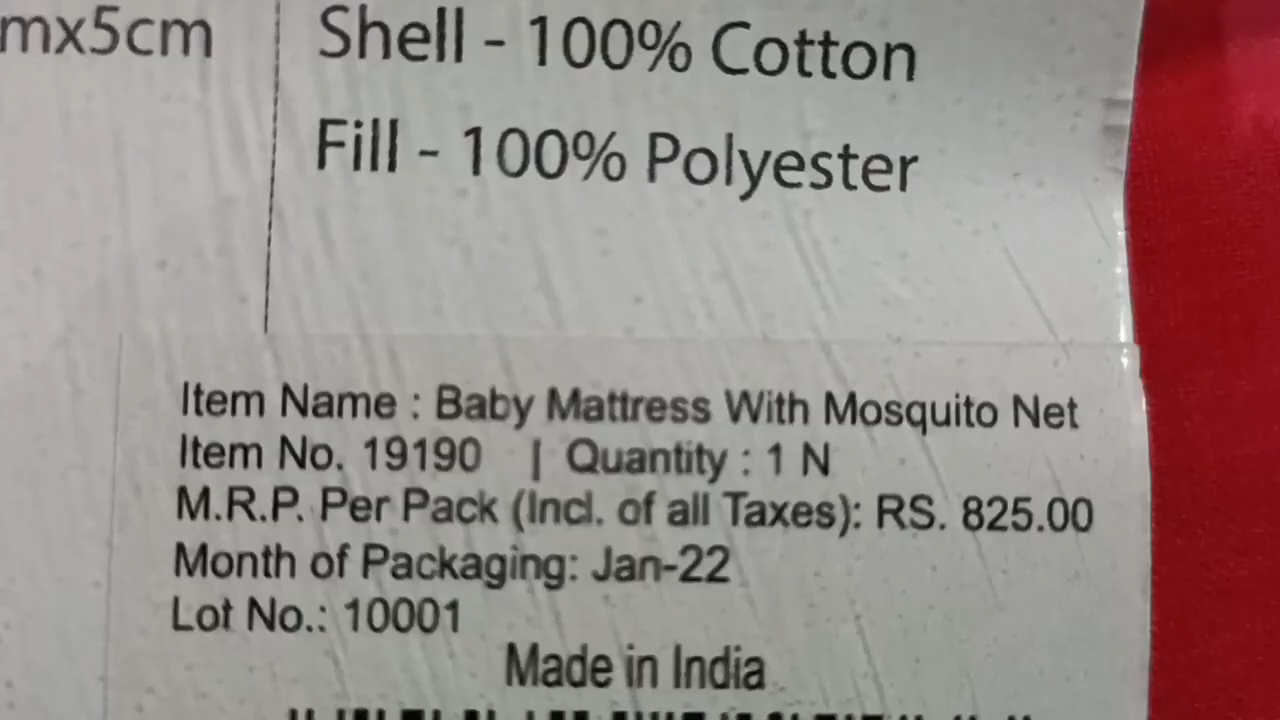 mx5cm
Shell - 100% Cotton
Fill - 100% Polyester
Item Name : Baby Mattress With Mosquito Net
Item No. 19190 | Quantity : 1 N
M.R.P. Per Pack (Incl. of all Taxes): RS. 825.00
Month of Packaging: Jan-22
Lot No.: 10001
Made in India